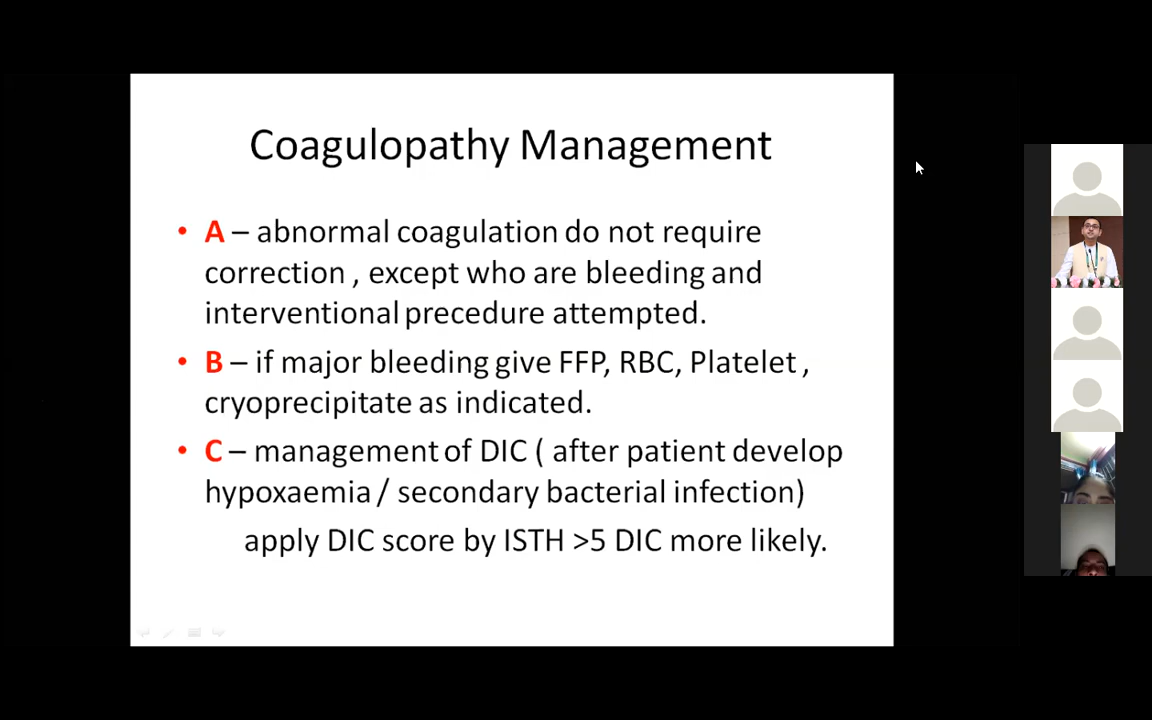 Coagulopathy Management
• A – abnormal coagulation do not require
correction , except who are bleeding and
interventional precedure attempted.
• B – if major bleeding give FFP, RBC, Platelet ,
cryoprecipitate as indicated.
• C – management of DIC ( after patient develop
hypoxaemia / secondary bacterial infection)
apply DIC score by ISTH >5 DIC more likely.